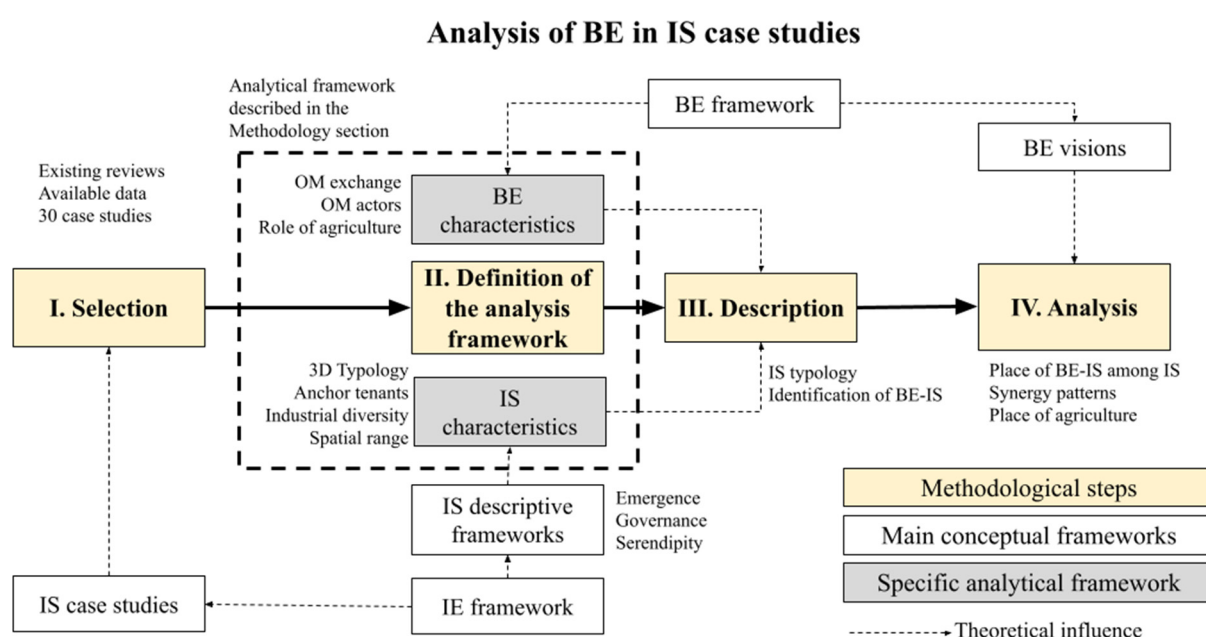 Analysis of BE in IS case studies
Analytical framework
described in the
Methodology section
BE framework
BE visions
Existing reviews
Available data
30 case studies
OM exchange
OM actors
Role of agriculture
BE
characteristics
I. Selection
II. Definition of
the analysis
framework
III. Description
IV. Analysis
3D Typology
Anchor tenants
Industrial diversity
Spatial range
IS
characteristics
IS typology
Identification of BE-IS
Place of BE-IS among IS
Synergy patterns
Place of agriculture
IS descriptive
frameworks
Emergence
Governance
Serendipity
IS case studies
IE framework
Methodological steps
Main conceptual frameworks
Specific analytical framework
Theoretical influence